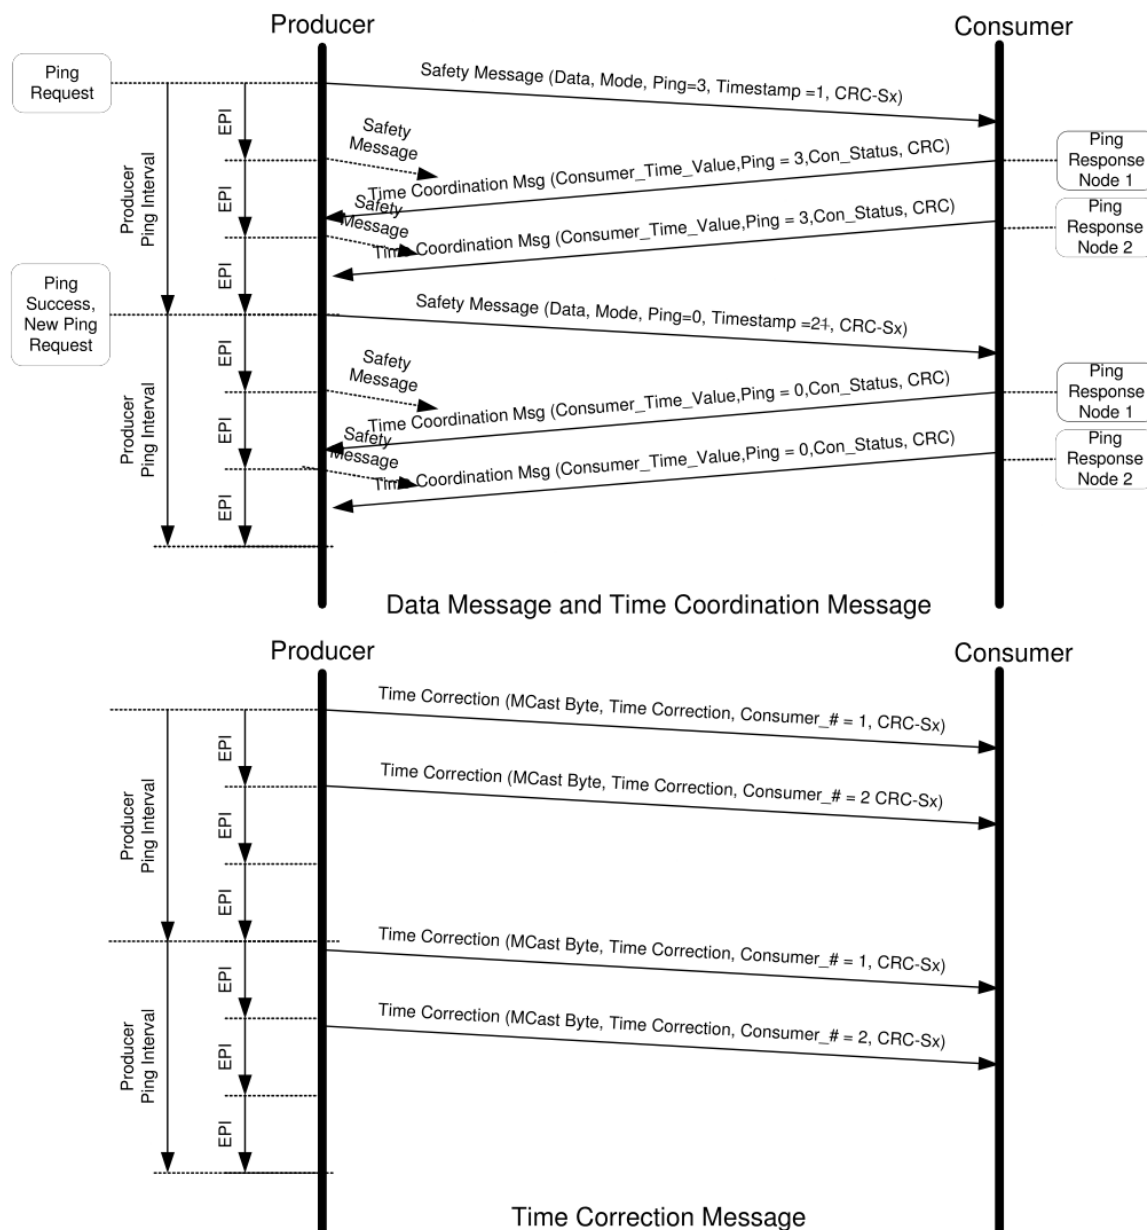 Producer
Consumer
Ping
Request
Safety Message (Data, Mode, Ping=3, Timestamp =1, CRC-Sx)
EPI
Safety
Message
Time Coordination Msg (Consumer_Time_Value,Ping = 3,Con_Status, CRC)
Ping
Response
Node 1
Producer
Ping Interval
EPI
Safety
Message
Time Coordination Msg (Consumer_Time_Value,Ping = 3,Con_Status, CRC)
Ping
Response
Node 2
EPI
Ping
Success,
New Ping
Request
Safety Message (Data, Mode, Ping=0, Timestamp =21, CRC-Sx)
EPI
Safety
Message
Time Coordination Msg (Consumer_Time_Value,Ping = 0,Con_Status, CRC)
Ping
Response
Node 1
Producer
Ping Interval
EPI
Safety
Message
Time Coordination Msg (Consumer_Time_Value,Ping = 0,Con_Status, CRC)
Ping
Response
Node 2
EPI
Data Message and Time Coordination Message
Producer
Consumer
Time Correction (MCast Byte, Time Correction, Consumer_# = 1, CRC-Sx)
EPI
Time Correction (MCast Byte, Time Correction, Consumer_# = 2 CRC-Sx)
Producer
Ping Interval
EPI
EPI
Time Correction (MCast Byte, Time Correction, Consumer_# = 1, CRC-Sx)
EPI
Time Correction (MCast Byte, Time Correction, Consumer_# = 2, CRC-Sx)
Producer
Ping Interval
EPI
EPI
Time Correction Message